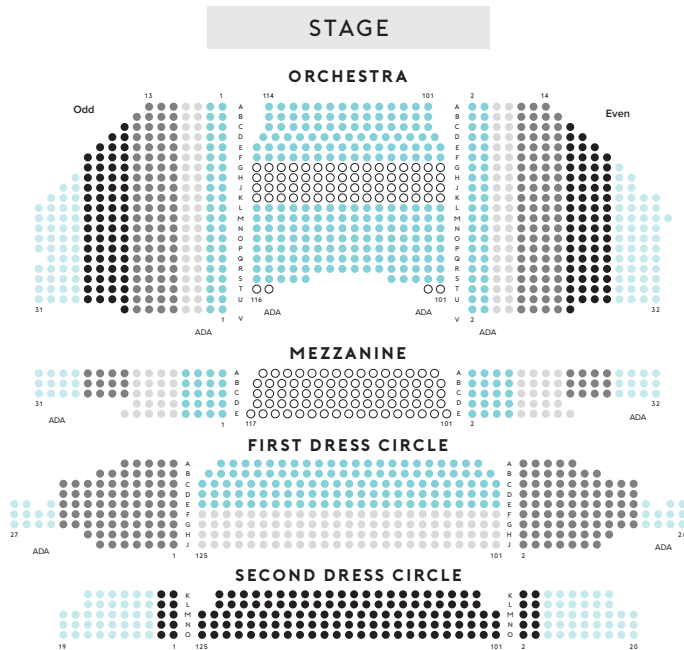 STAGE
ORCHESTRA
Odd 13 1 114 101 2 14 Even
A A
B B
C C
D D
E E
F F
G G
H H
J J
K K
L L
M M
N N
O O
P P
Q Q
R R
S S
T T
31 U 116 101 U 32
ADA ADA
1 V V 2
ADA ADA
MEZZANINE
A A
B B
C C
31 D D 32
ADA E E ADA
1 117 101 2
FIRST DRESS CIRCLE
A A
B B
C C
D D
E E
F F
G G
27 H H
ADA J J ADA
1 125 101 2
SECOND DRESS CIRCLE
K K
L L
M M
N N
O O
19 1 125 101 2 20